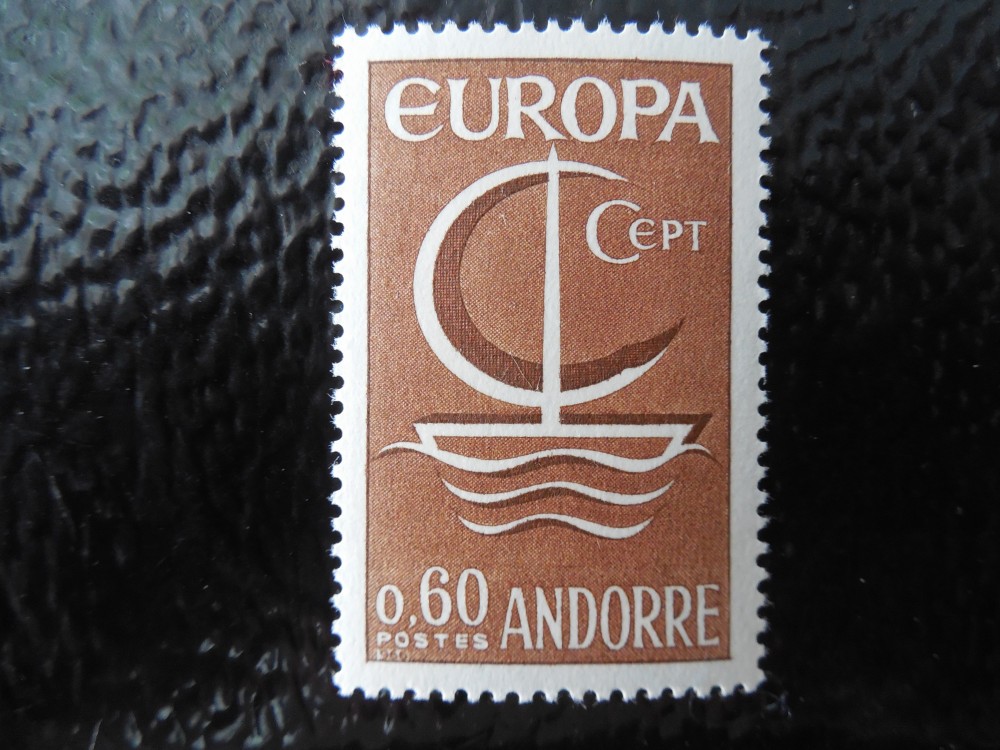 EUROPA
CEPT
0,60 ANDORRE
POSTES